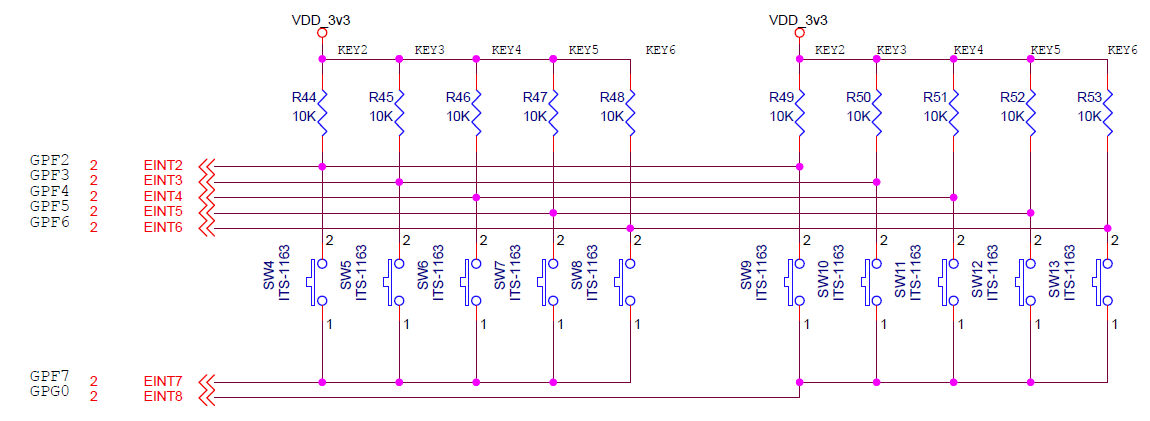 VDD_3v3 VDD_3v3
KEY2 KEY3 KEY4 KEY5 KEY6 KEY2 KEY3 KEY4 KEY5 KEY6
R44 R45 R46 R47 R48 R49 R50 R51 R52 R53
10K 10K 10K 10K 10K 10K 10K 10K 10K 10K
GPF2 2 EINT2
GPF3 2 EINT3
GPF4 2 EINT4
GPF5 2 EINT5
GPF6 2 EINT6
2 2 2 2 2 2 2 2 2 2
SW4 ITS-1163 SW5 ITS-1163 SW6 ITS-1163 SW7 ITS-1163 SW8 ITS-1163 SW9 ITS-1163 SW10 ITS-1163 SW11 ITS-1163 SW12 ITS-1163 SW13 ITS-1163
1 1 1 1 1 1 1 1 1 1
GPF7 2 EINT7
GPG0 2 EINT8